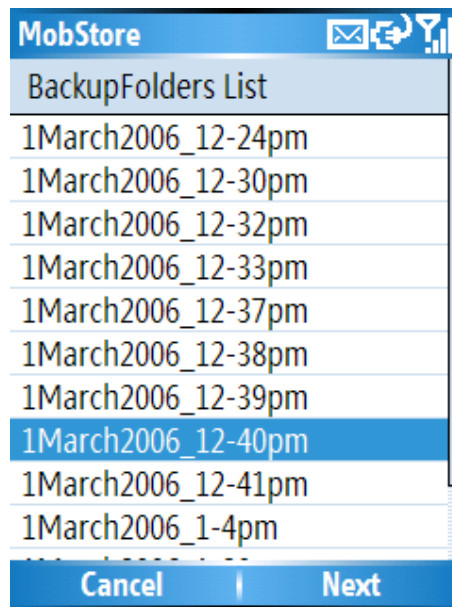 MobStore
BackupFolders List
1March2006_12-24pm
1March2006_12-30pm
1March2006_12-32pm
1March2006_12-33pm
1March2006_12-37pm
1March2006_12-38pm
1March2006_12-39pm
1March2006_12-40pm
1March2006_12-41pm
1March2006_1-4pm
Cancel Next